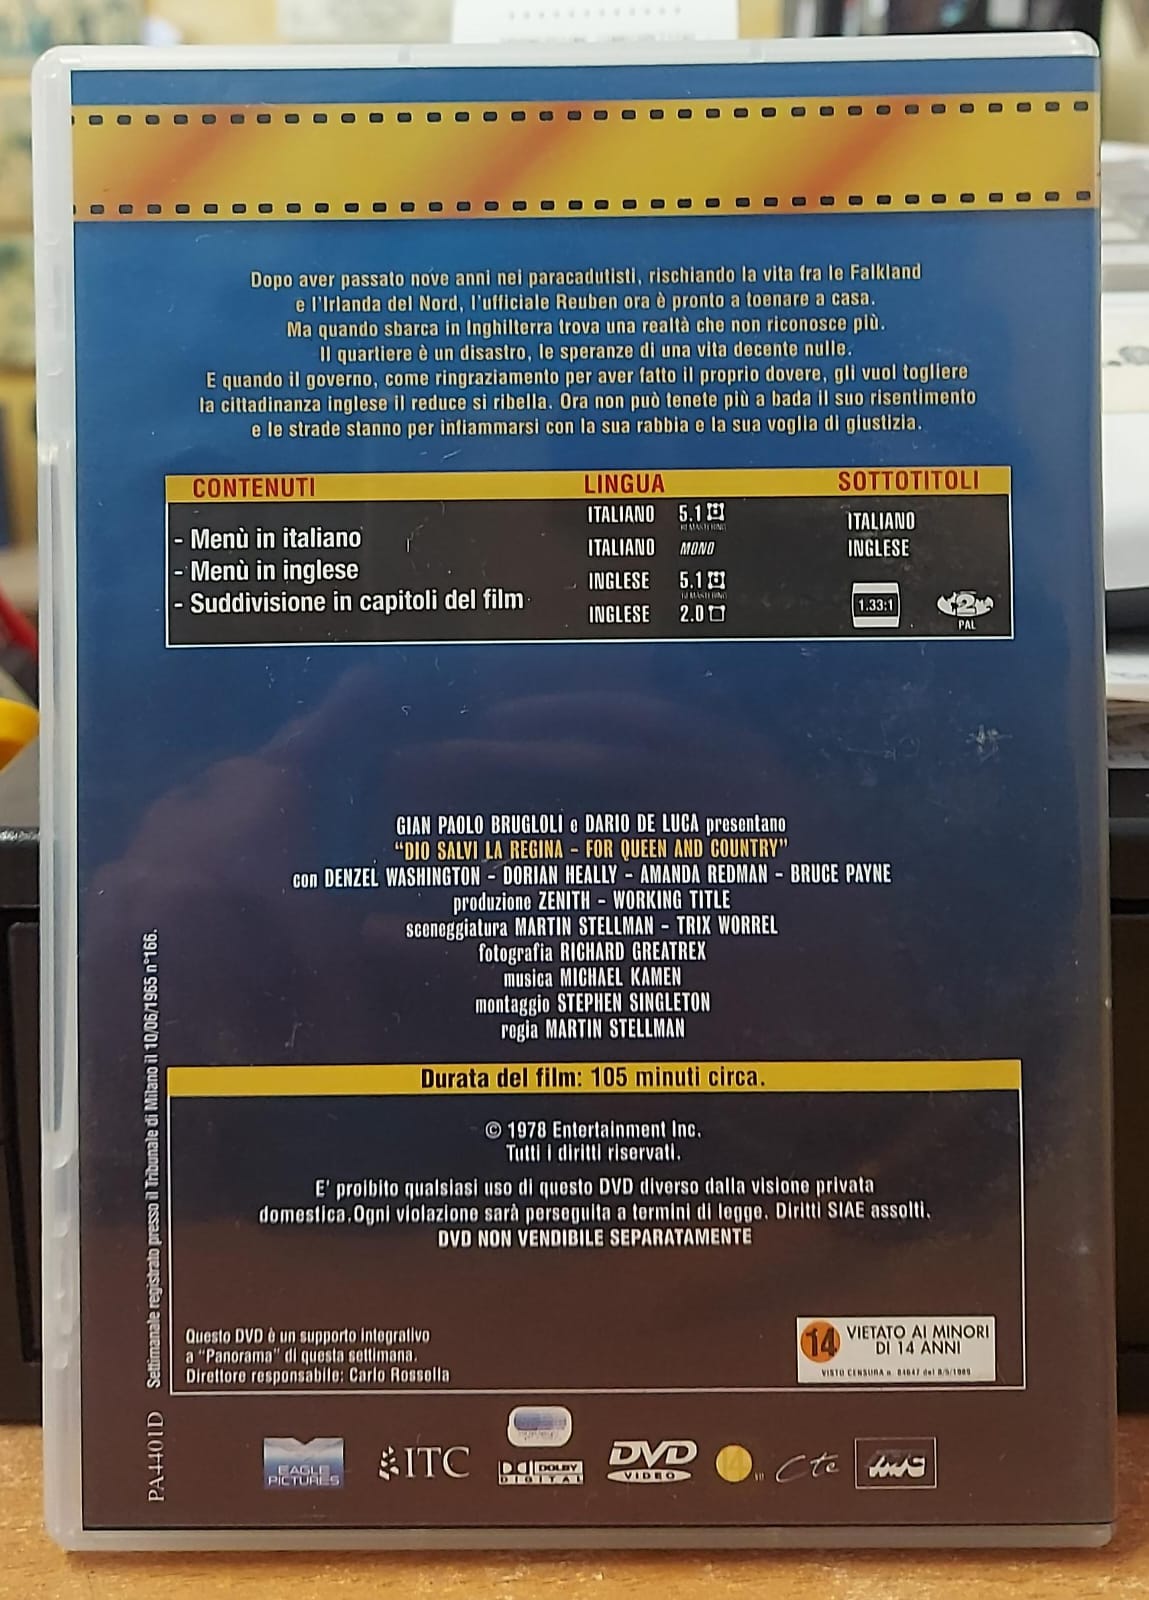 Dopo aver passato nove anni nei paracadutisti, rischiando la vita fra le Falkland
e l'Irlanda del Nord, l'ufficiale Reuben ora è pronto a toenare a casa.
Ma quando sbarca in Inghilterra trova una realtà che non riconosce più.
Il quartiere è un disastro, le speranze di una vita decente nulle.
E quando il governo, come ringraziamento per aver fatto il proprio dovere, gli vuol togliere
la cittadinanza inglese il reduce si ribella. Ora non può tenete più a bada il suo risentimento
e le strade stanno per infiammarsi con la sua rabbia e la sua voglia di giustizia.
CONTENUTI LINGUA SOTTOTITOLI
- Menù in italiano
- Menù in inglese
- Suddivisione in capitoli del film
ITALIANO 5.1
ITALIANO MONO
INGLESE 5.1
INGLESE 2.0
ITALIANO
INGLESE
1.33:1
2
PAL
GIAN PAOLO BRUGLOLI e DARIO DE LUCA presentano
"DIO SALVI LA REGINA - FOR QUEEN AND COUNTRY"
con DENZEL WASHINGTON - DORIAN HEALLY - AMANDA REDMAN - BRUCE PAYNE
produzione ZENITH - WORKING TITLE
sceneggiatura MARTIN STELLMAN - TRIX WORREL
fotografia RICHARD GREATREX
musica MICHAEL KAMEN
montaggio STEPHEN SINGLETON
regia MARTIN STELLMAN
Durata del film: 105 minuti circa.
© 1978 Entertainment Inc.
Tutti i diritti riservati.
E' proibito qualsiasi uso di questo DVD diverso dalla visione privata
domestica.Ogni violazione sarà perseguita a termini di legge. Diritti SIAE assolti.
DVD NON VENDIBILE SEPARATAMENTE
Questo DVD è un supporto integrativo
a "Panorama" di questa settimana.
Direttore responsabile: Carlo Rossella
14 VIETATO AI MINORI
DI 14 ANNI
VISTO CENSURA n. 84647 del 8/5/1989
Settimanale registrato presso il Tribunale di Milano il 10/06/1965 n°166.
PA4401D
EAGLE
PICTURES
ITC
DOLBY
DIGITAL
DVD
VIDEO
14
Cte